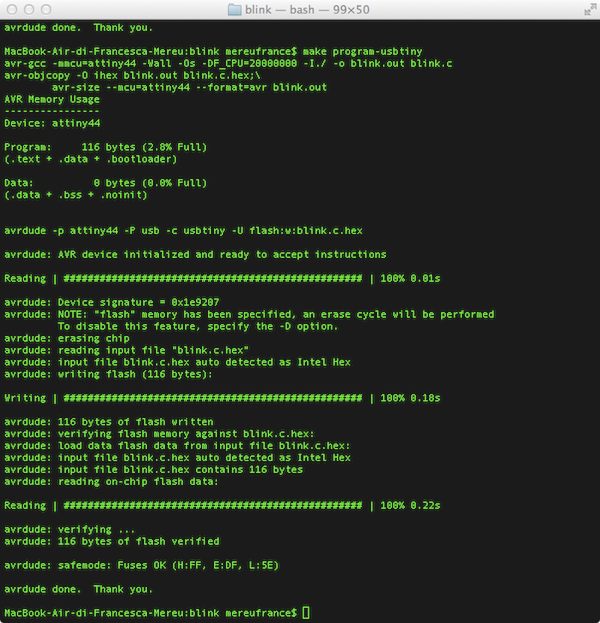 blink — bash — 99×50
avrdude done.  Thank you.
MacBook-Air-di-Francesca-Mereu:blink mereufrance$ make program-usbtiny
avr-gcc -mmcu=attiny44 -Wall -Os -DF_CPU=20000000 -I./ -o blink.out blink.c
avr-objcopy -O ihex blink.out blink.c.hex;\
        avr-size --mcu=attiny44 --format=avr blink.out
AVR Memory Usage
----------------
Device: attiny44
Program:     116 bytes (2.8% Full)
(.text + .data + .bootloader)
Data:          0 bytes (0.0% Full)
(.data + .bss + .noinit)
avrdude -p attiny44 -P usb -c usbtiny -U flash:w:blink.c.hex
avrdude: AVR device initialized and ready to accept instructions
Reading | ################################################## | 100% 0.01s
avrdude: Device signature = 0x1e9207
avrdude: NOTE: "flash" memory has been specified, an erase cycle will be performed
         To disable this feature, specify the -D option.
avrdude: erasing chip
avrdude: reading input file "blink.c.hex"
avrdude: input file blink.c.hex auto detected as Intel Hex
avrdude: writing flash (116 bytes):
Writing | ################################################## | 100% 0.18s
avrdude: 116 bytes of flash written
avrdude: verifying flash memory against blink.c.hex:
avrdude: load data flash data from input file blink.c.hex:
avrdude: input file blink.c.hex auto detected as Intel Hex
avrdude: input file blink.c.hex contains 116 bytes
avrdude: reading on-chip flash data:
Reading | ################################################## | 100% 0.22s
avrdude: verifying ...
avrdude: 116 bytes of flash verified
avrdude: safemode: Fuses OK (H:FF, E:DF, L:5E)
avrdude done.  Thank you.
MacBook-Air-di-Francesca-Mereu:blink mereufrance$